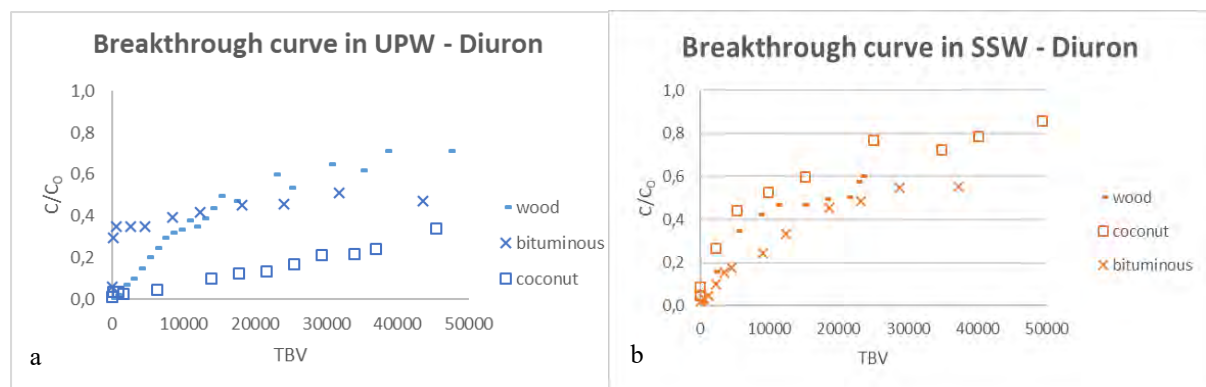 Breakthrough curve in UPW - Diuron
1,0
0,8
0,6
0,4
0,2
0,0
C/C₀
0 10000 20000 30000 40000 50000
TBV
wood
bituminous
coconut
a
Breakthrough curve in SSW - Diuron
1,0
0,8
0,6
0,4
0,2
0,0
C/C₀
0 10000 20000 30000 40000 50000
TBV
wood
coconut
bituminous
b